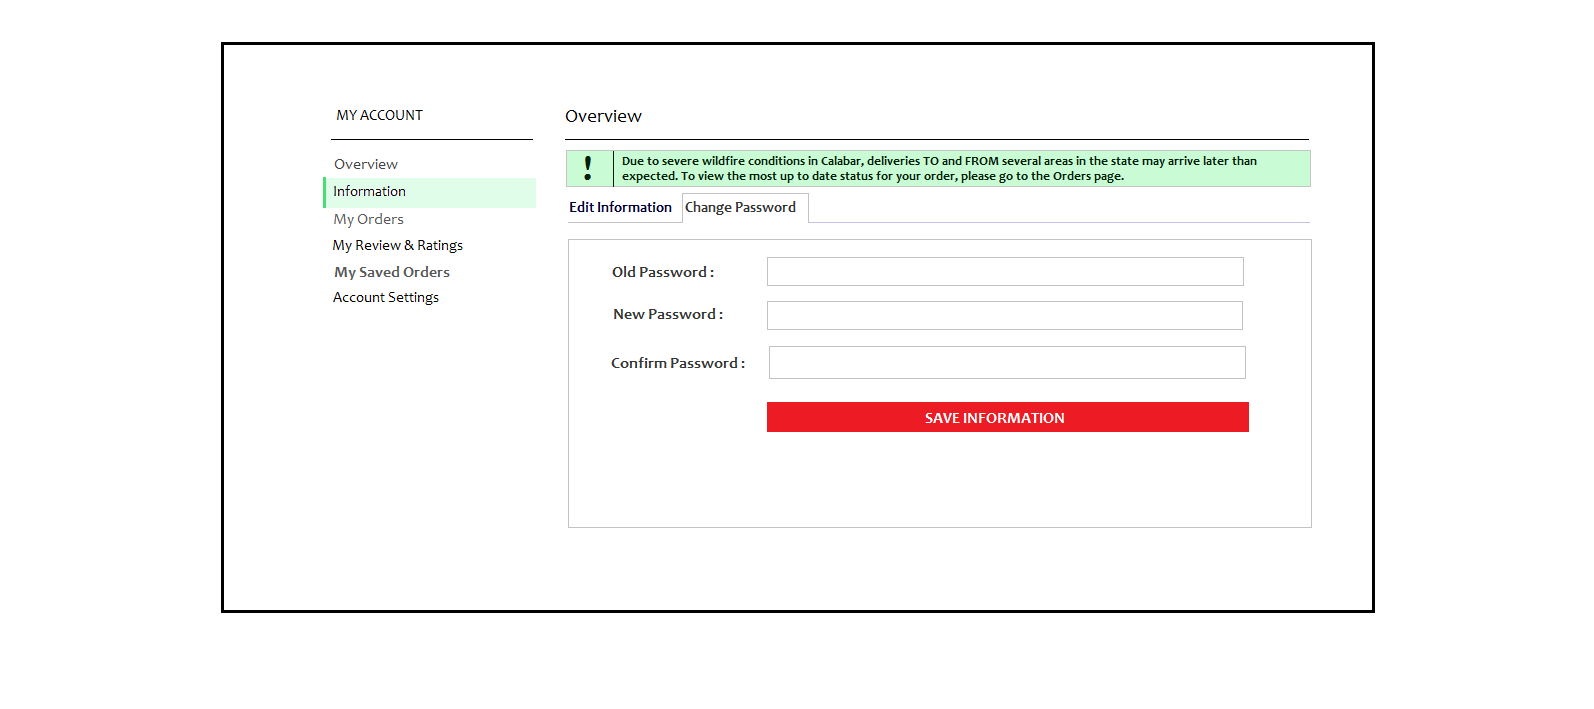 MY ACCOUNT
Overview
Information
My Orders
My Review & Ratings
My Saved Orders
Account Settings
Overview
! Due to severe wildfire conditions in Calabar, deliveries TO and FROM several areas in the state may arrive later than
expected. To view the most up to date status for your order, please go to the Orders page.
Edit Information Change Password
Old Password :
New Password :
Confirm Password :
SAVE INFORMATION